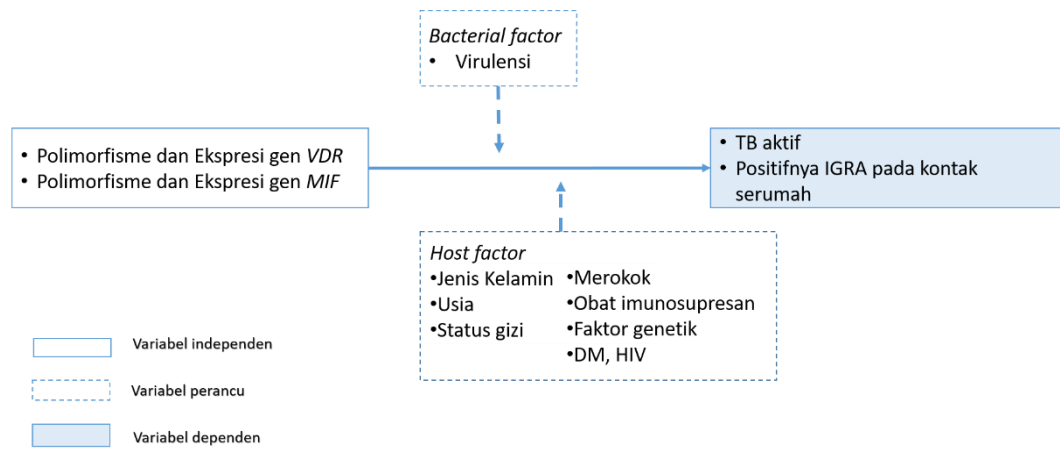 Bacterial factor
• Virulensi
• Polimorfisme dan Ekspresi gen VDR
• Polimorfisme dan Ekspresi gen MIF
• TB aktif
• Positifnya IGRA pada kontak
serumah
Host factor
•Jenis Kelamin
•Usia
•Status gizi
•Merokok
•Obat imunosupresan
•Faktor genetik
•DM, HIV
Variabel independen
Variabel perancu
Variabel dependen